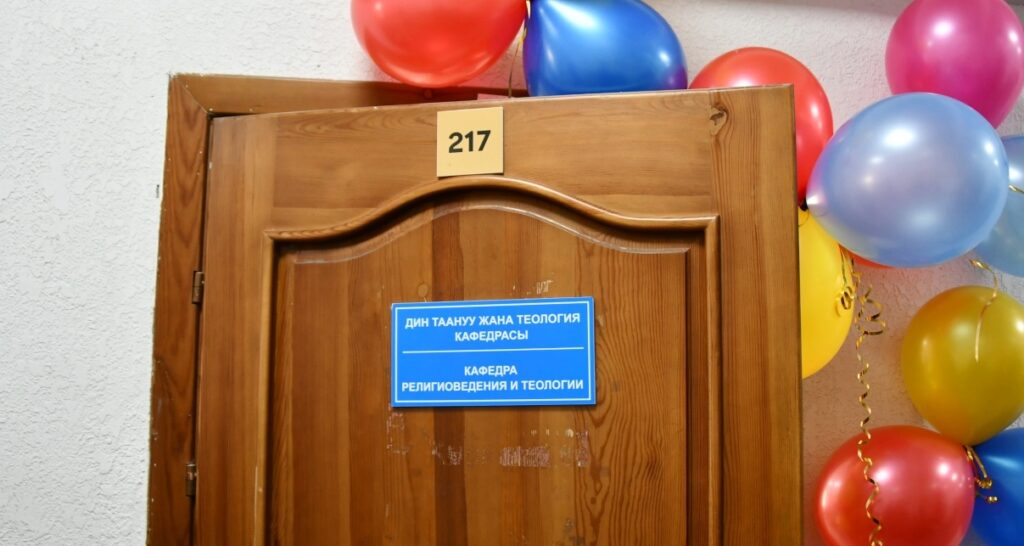 217
ДИН ТААНУУ ЖАНА ТЕОЛОГИЯ
КАФЕДРАСЫ
КАФЕДРА
РЕЛИГИОВЕДЕНИЯ И ТЕОЛОГИИ